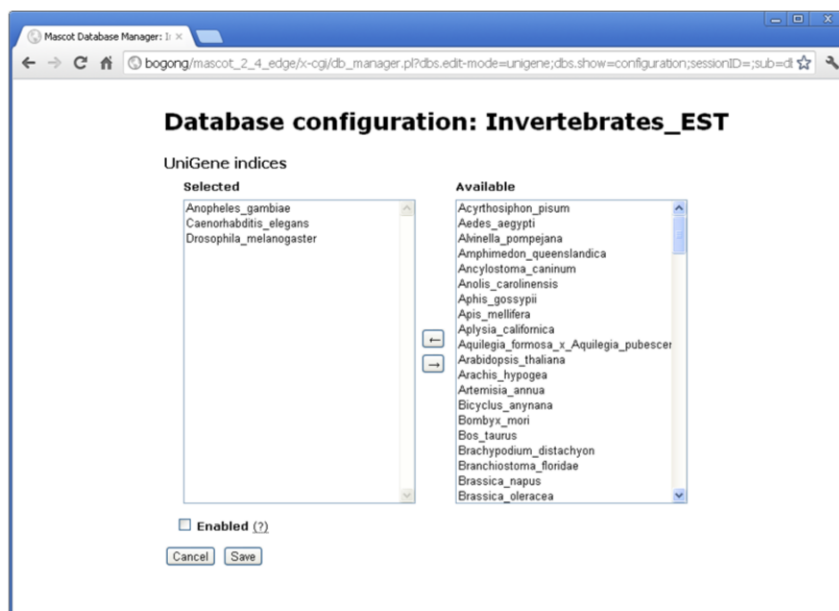 Mascot Database Manager: I
bogong/mascot_2_4_edge/x-cgi/db_manager.pl?dbs.edit-mode=unigene;dbs.show=configuration;sessionID=;sub=d
Database configuration: Invertebrates_EST
UniGene indices
Selected
Anopheles_gambiae
Caenorhabditis_elegans
Drosophila_melanogaster
Available
Acyrthosiphon_pisum
Aedes_aegypti
Alvinella_pompejana
Amphimedon_queenslandica
Ancylostoma_caninum
Anolis_carolinensis
Aphis_gossypii
Apis_mellifera
Aplysia_californica
Aquilegia_formosa_x_Aquilegia_pubescer
Arabidopsis_thaliana
Arachis_hypogea
Artemisia_annua
Bicyclus_anynana
Bombyx_mori
Bos_taurus
Brachypodium_distachyon
Branchiostoma_floridae
Brassica_napus
Brassica_oleracea
← 
→
Enabled (?)
Cancel Save